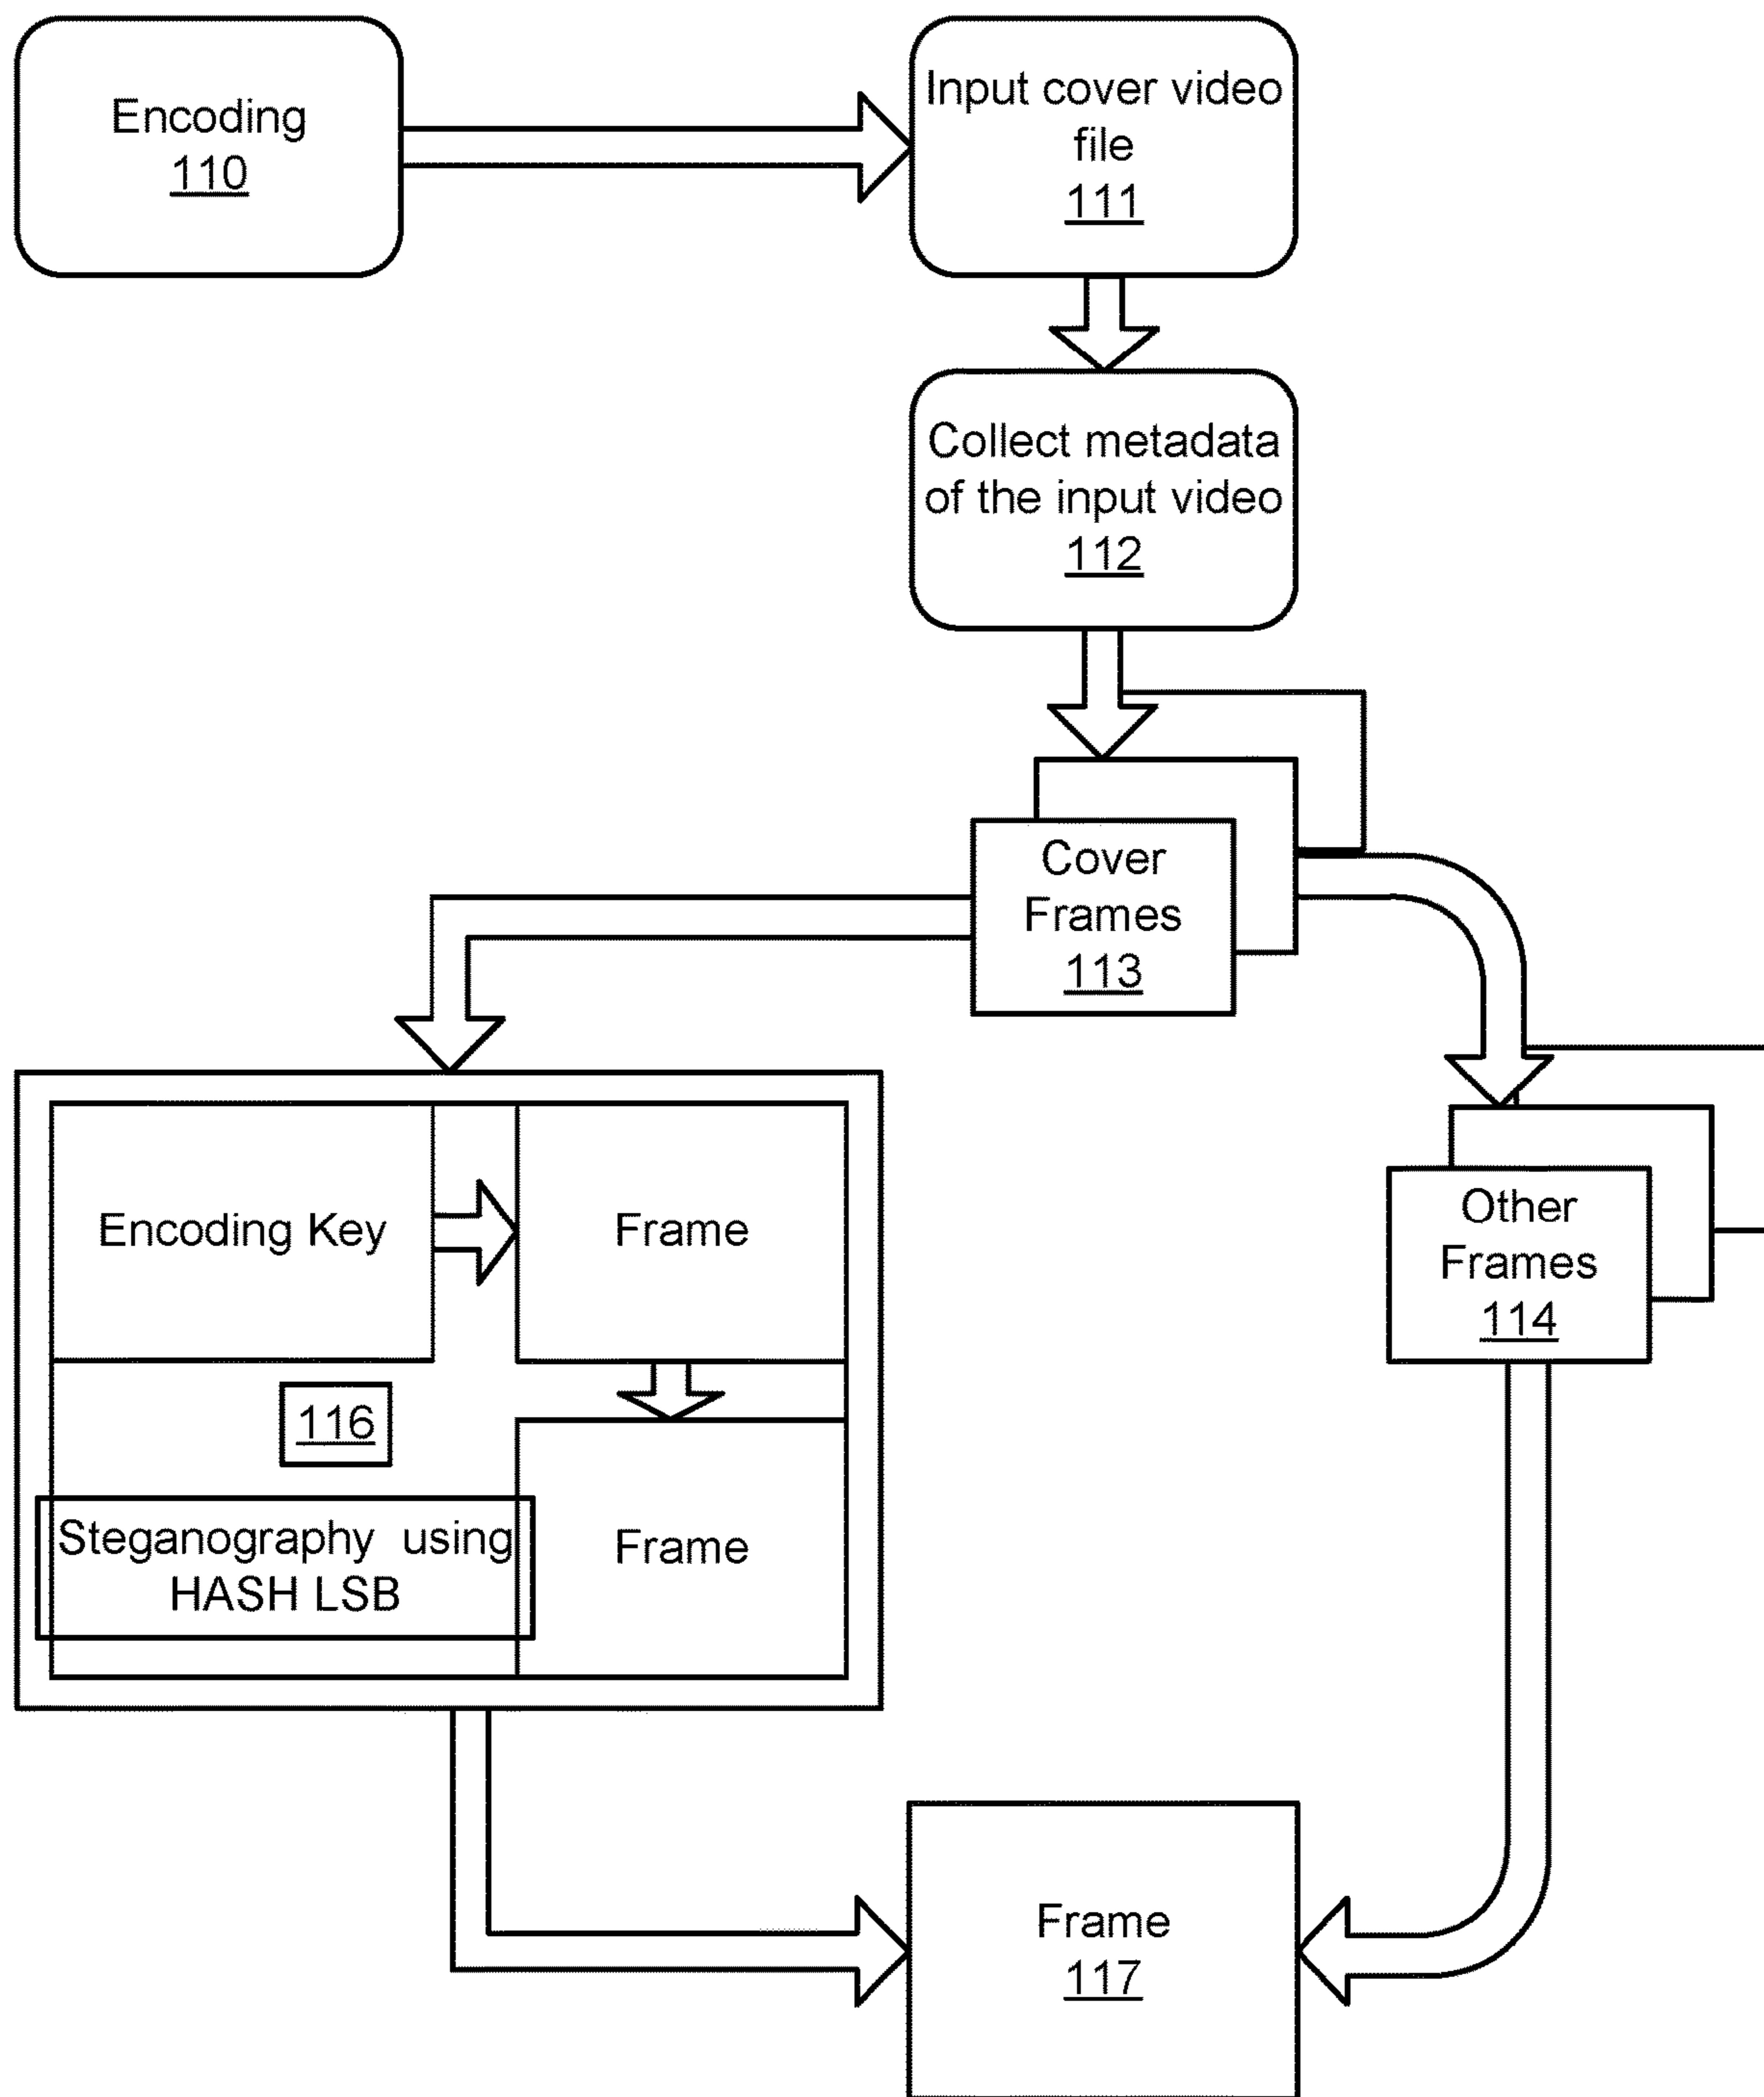 Encoding
110
Input cover video
file
111
Collect metadata
of the input video
112
Cover
Frames
113
Other
Frames
114
Encoding Key
Frame
116
Steganography using
HASH LSB
Frame
Frame
117